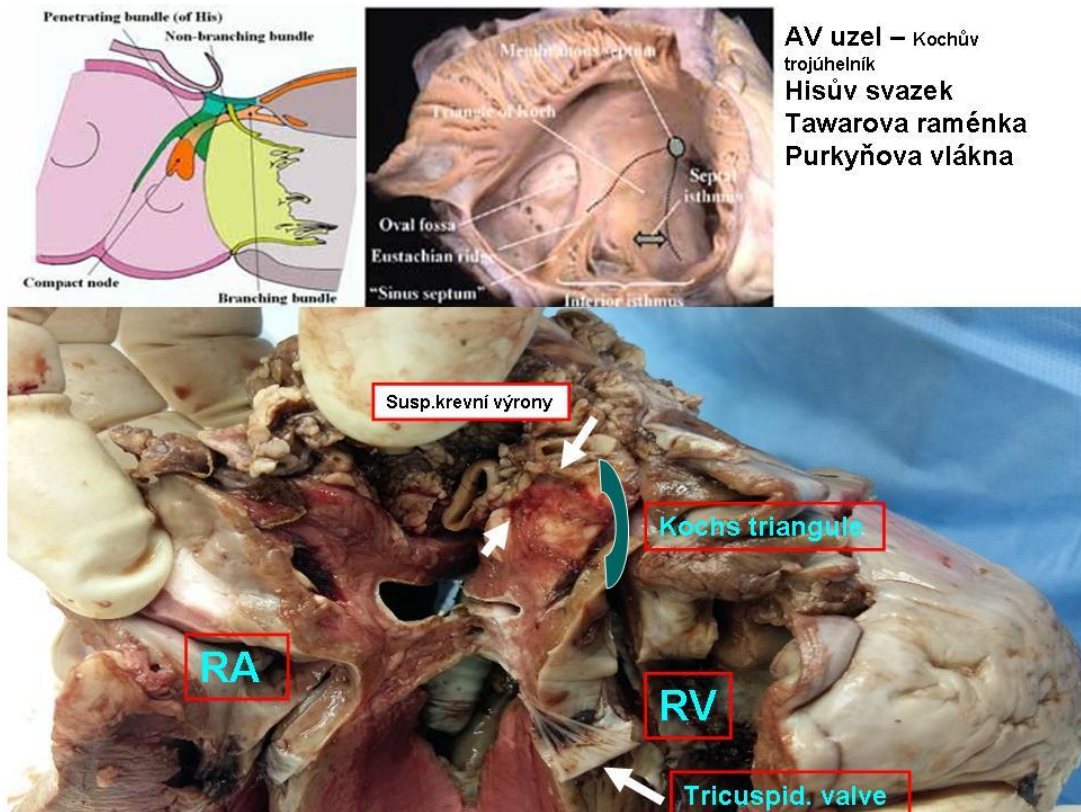 Penetrating bundle (of His)
Non-branching bundle
Compact node
Branching bundle
Membranous septum
Triangle of Koch
Septal
isthmus
Oval fossa
Eustachian ridge
"Sinus septum"
Inferior isthmus
AV uzel – Kochův
trojúhelník
Hisův svazek
Tawarova raménka
Purkyňova vlákna
Susp.krevní výrony
Kochs triangule
RA
RV
Tricuspid. valve